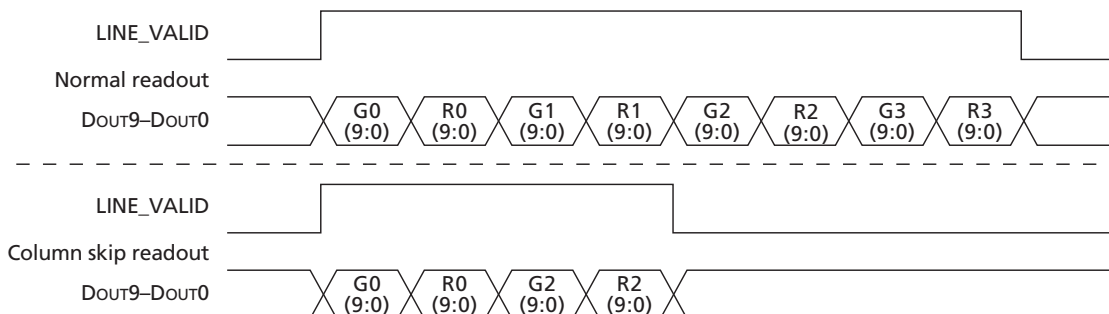 LINE_VALID
Normal readout
DOUT9–DOUT0
G0 (9:0) R0 (9:0) G1 (9:0) R1 (9:0) G2 (9:0) R2 (9:0) G3 (9:0) R3 (9:0)
LINE_VALID
Column skip readout
DOUT9–DOUT0
G0 (9:0) R0 (9:0) G2 (9:0) R2 (9:0)